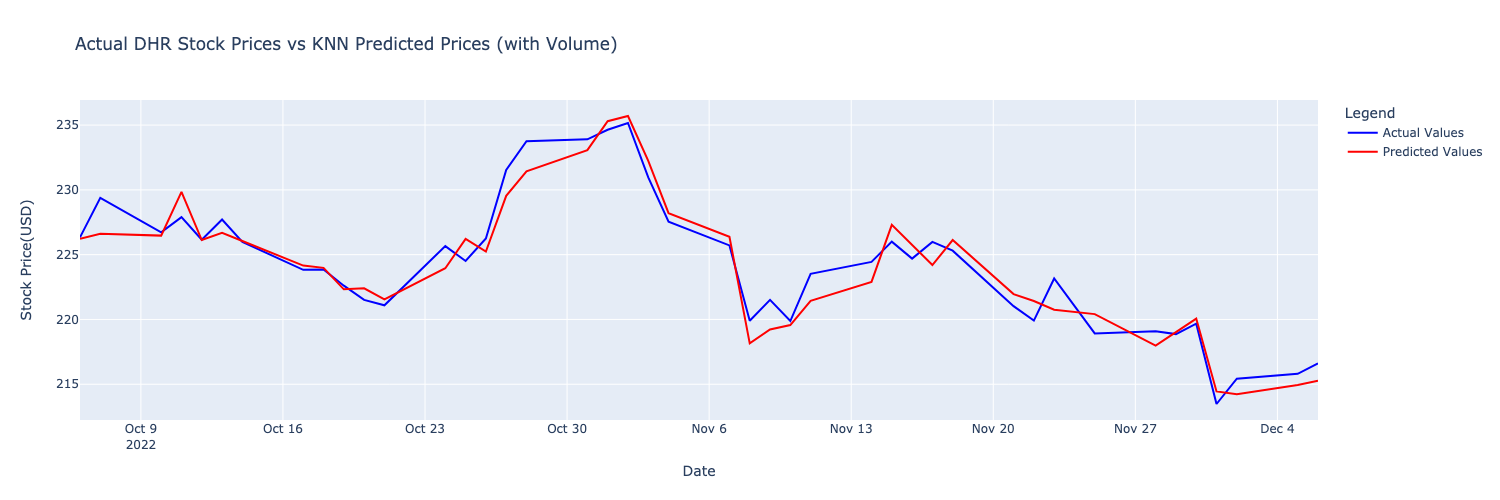 Actual DHR Stock Prices vs KNN Predicted Prices (with Volume)
Legend
Actual Values
Predicted Values
Stock Price(USD)
235
230
225
220
215
Oct 9
2022
Oct 16
Oct 23
Oct 30
Nov 6
Nov 13
Nov 20
Nov 27
Dec 4
Date